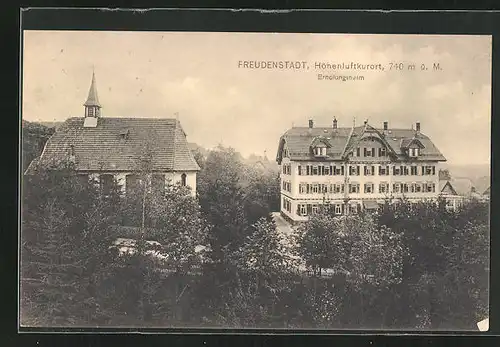 FREUDENSTADT, Höhenluftkurort, 740 m ü. M.
Erholungsheim